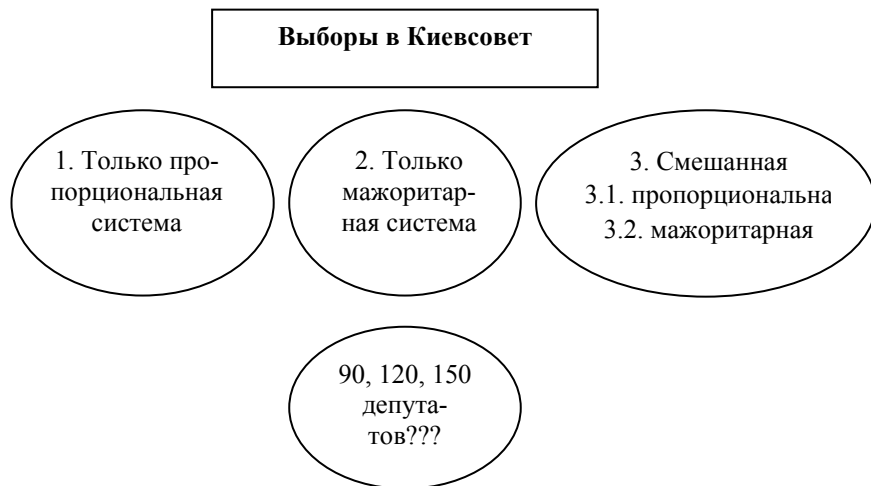 Выборы в Киевсовет
1. Только про-
порциональная
система
2. Только
мажоритар-
ная система
3. Смешанная
3.1. пропорциональна
3.2. мажоритарная
90, 120, 150
депута-
тов???